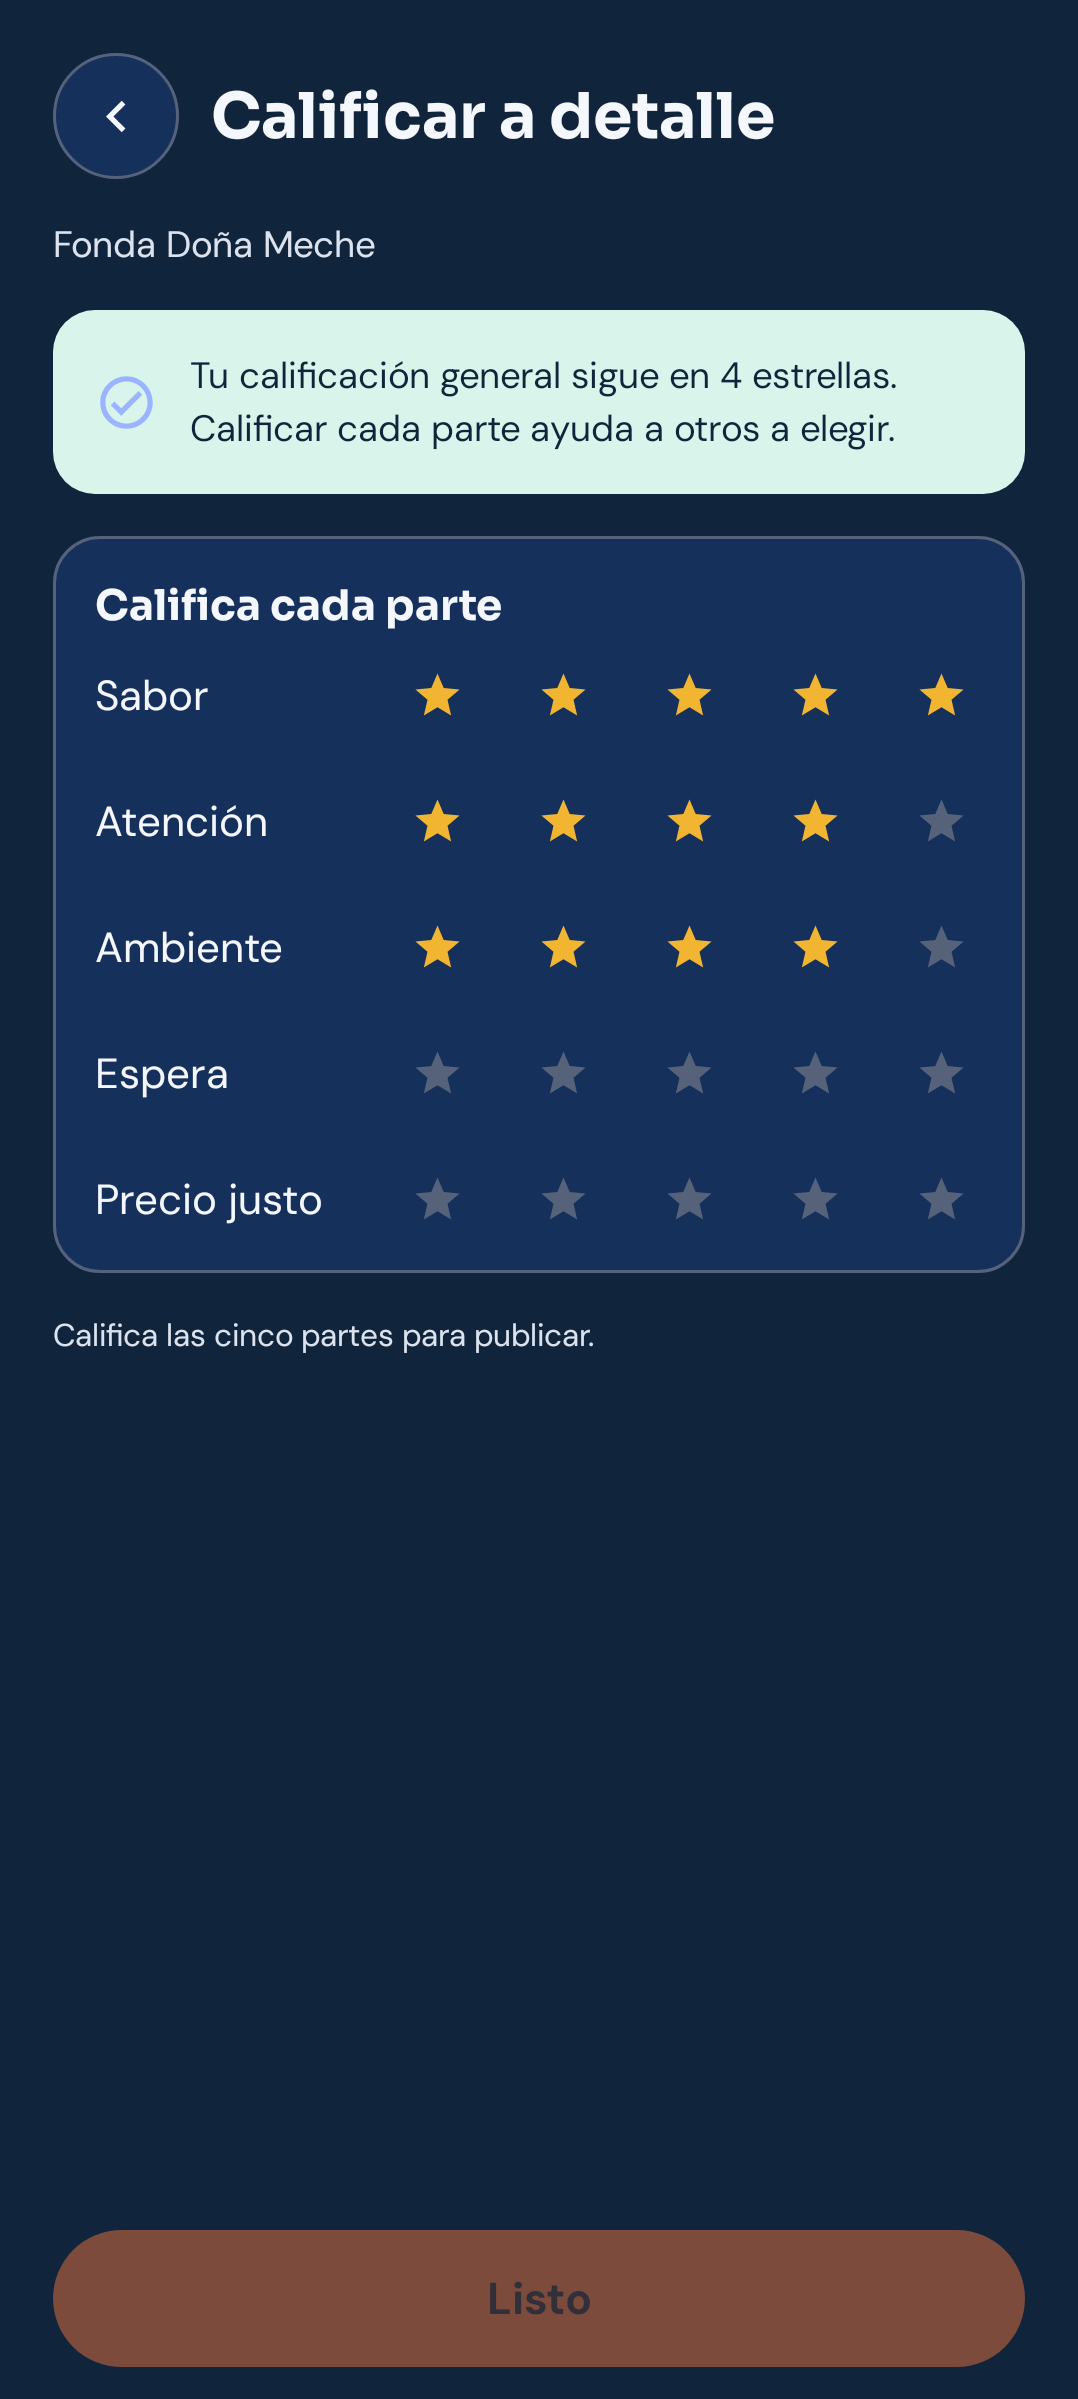 Calificar a detalle
Fonda Doña Meche
Tu calificación general sigue en 4 estrellas.
Calificar cada parte ayuda a otros a elegir.
Califica cada parte
Sabor
Atención
Ambiente
Espera
Precio justo
Califica las cinco partes para publicar.
Listo